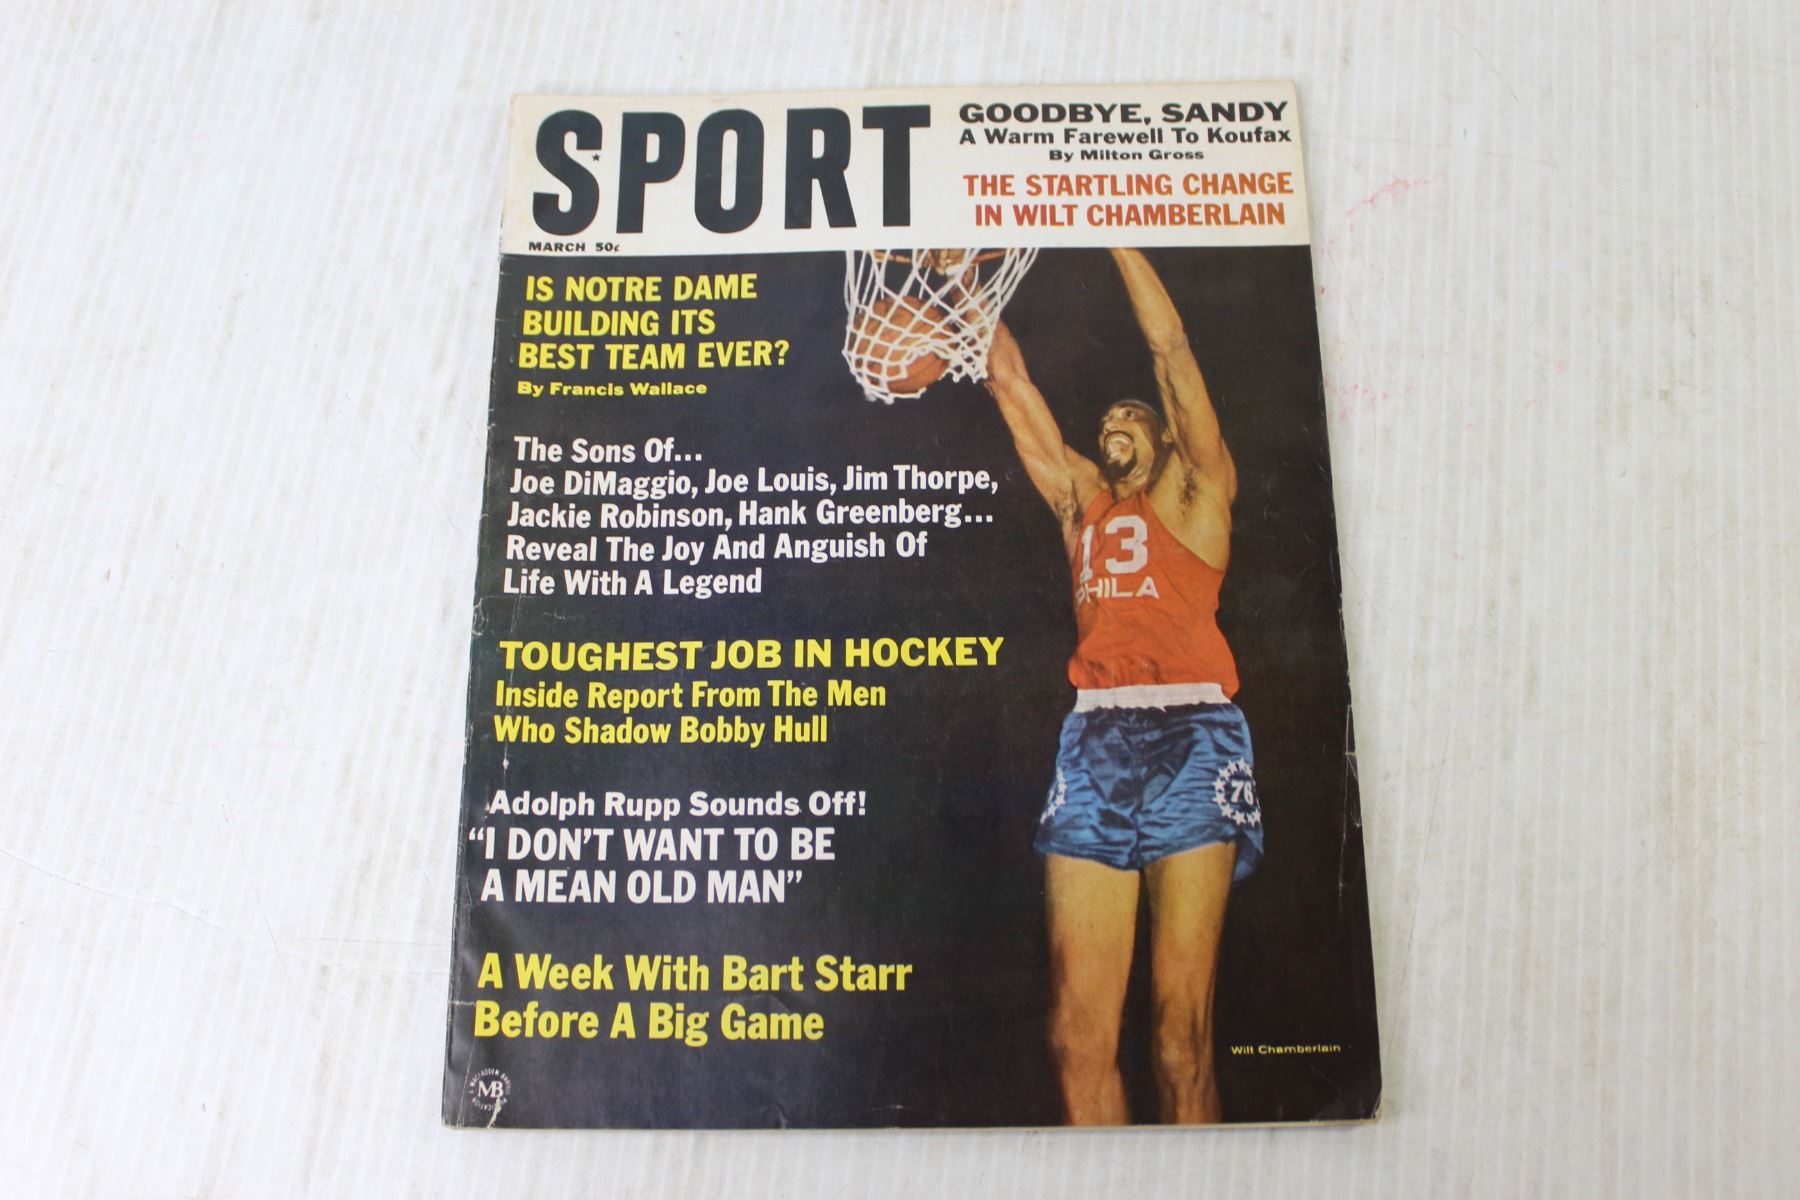 SPORT
MARCH 50¢
GOODBYE, SANDY
A Warm Farewell To Koufax
By Milton Gross
THE STARTLING CHANGE
IN WILT CHAMBERLAIN
IS NOTRE DAME
BUILDING ITS
BEST TEAM EVER?
By Francis Wallace
The Sons Of...
Joe DiMaggio, Joe Louis, Jim Thorpe,
Jackie Robinson, Hank Greenberg...
Reveal The Joy And Anguish Of
Life With A Legend
TOUGHEST JOB IN HOCKEY
Inside Report From The Men
Who Shadow Bobby Hull
Adolph Rupp Sounds Off!
"I DON'T WANT TO BE
A MEAN OLD MAN"
A Week With Bart Starr
Before A Big Game
13
PHILA
76
Wilt Chamberlain
MB